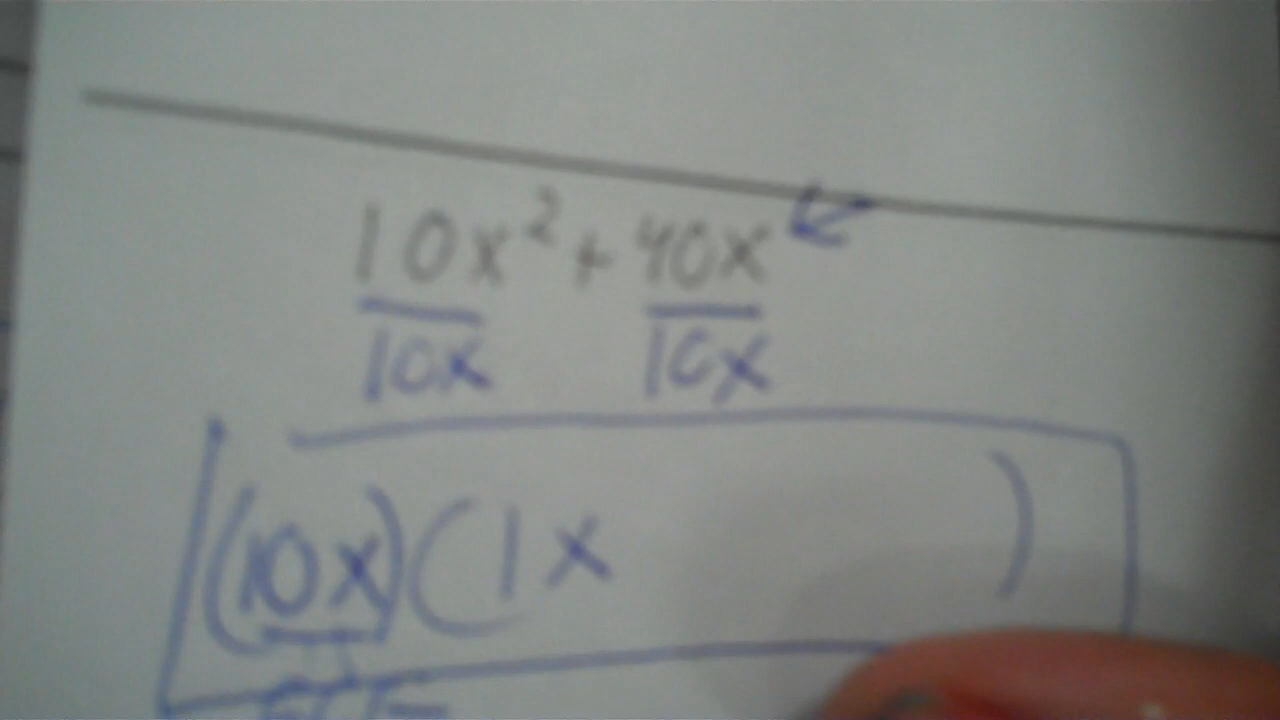 10x² + 40x
10x 10x
(10x)(1x )